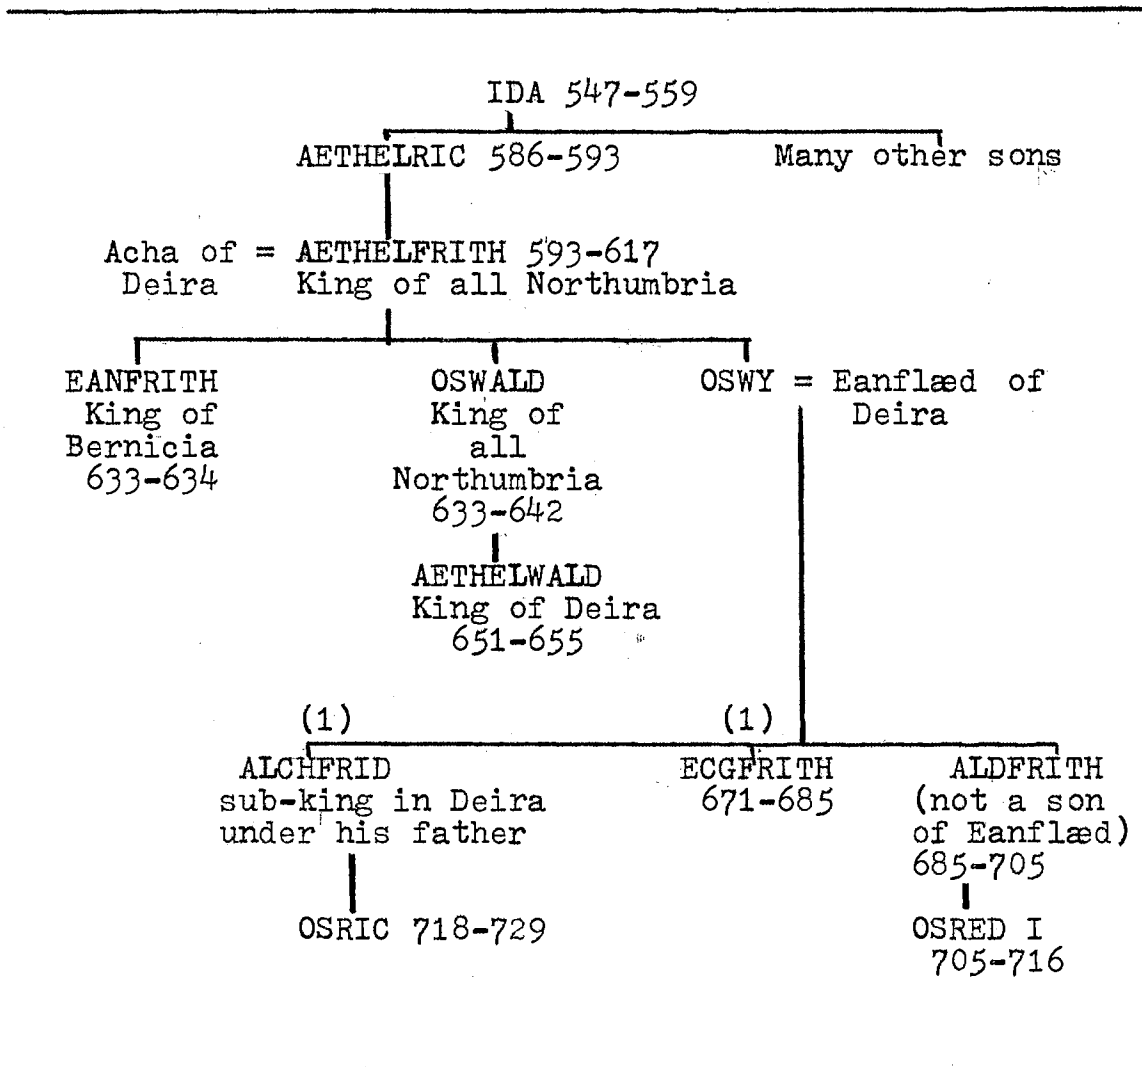 IDA 547-559
AETHELRIC 586-593 Many other sons
Acha of = AETHELFRITH 593-617
Deira King of all Northumbria
EANFRITH
King of
Bernicia
633-634
OSWALD
King of
all
Northumbria
633-642
OSWY = Eanflæd of
Deira
AETHELWALD
King of Deira
651-655
(1)
ALCHFRID
sub-king in Deira
under his father
(1)
ECGFRITH
671-685
ALDFRITH
(not a son
of Eanflæd)
685-705
OSRIC 718-729
OSRED I
705-716